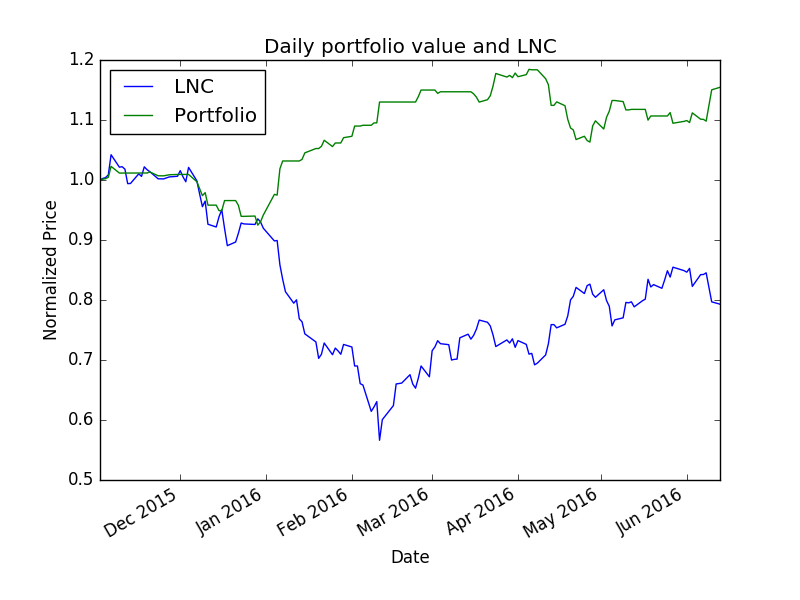 Daily portfolio value and LNC
LNC
Portfolio
1.2
1.1
1.0
0.9
0.8
0.7
0.6
0.5
Normalized Price
Dec 2015
Jan 2016
Feb 2016
Mar 2016
Apr 2016
May 2016
Jun 2016
Date